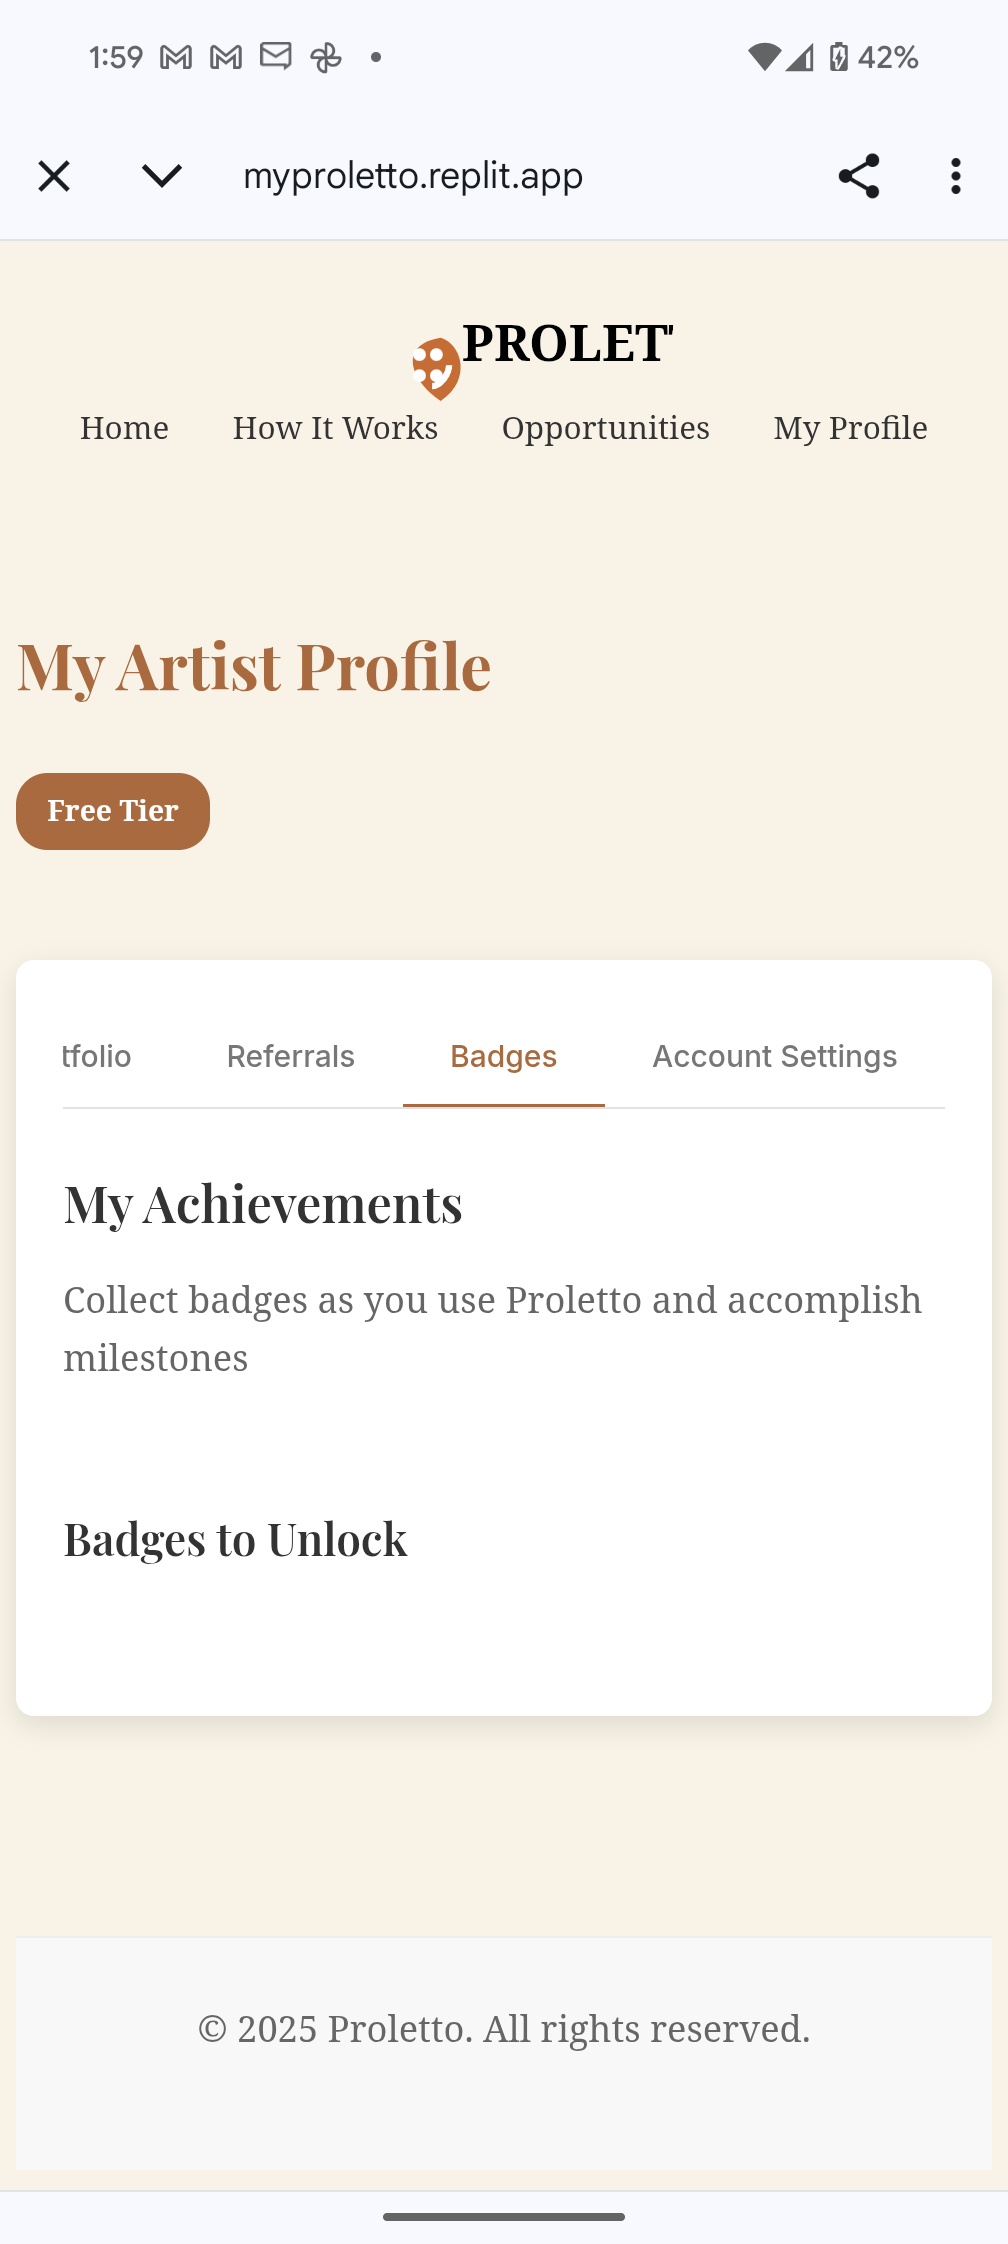 1:59
42%
myproletto.replit.app
PROLET
Home How It Works Opportunities My Profile
My Artist Profile
Free Tier
tfolio Referrals Badges Account Settings
My Achievements
Collect badges as you use Proletto and accomplish
milestones
Badges to Unlock
© 2025 Proletto. All rights reserved.